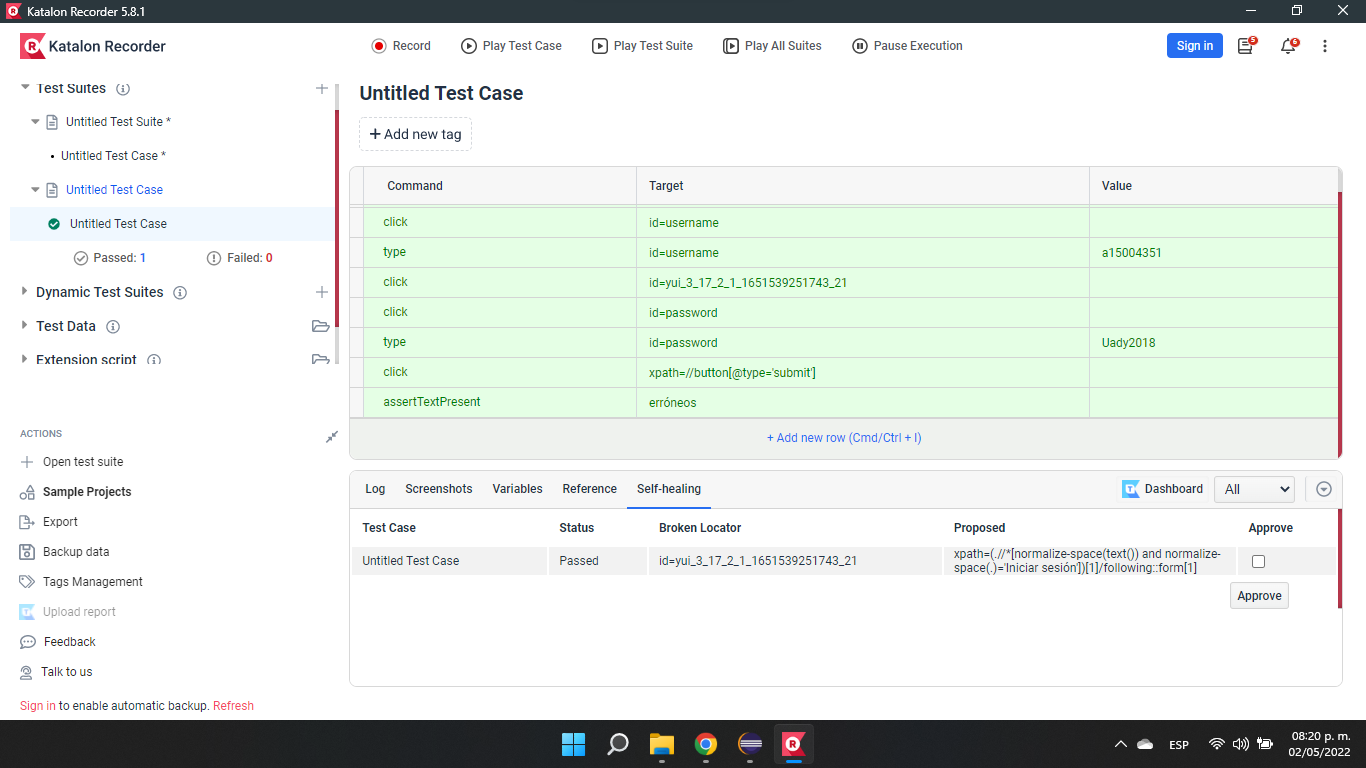 Katalon Recorder 5.8.1
Katalon Recorder
Record
Play Test Case
Play Test Suite
Play All Suites
Pause Execution
Sign in
5
6
Test Suites
Untitled Test Suite *
Untitled Test Case *
Untitled Test Case
Untitled Test Case
Passed: 1
Failed: 0
Dynamic Test Suites
Test Data
Extension script
ACTIONS
Open test suite
Sample Projects
Export
Backup data
Tags Management
Upload report
Feedback
Talk to us
Sign in to enable automatic backup. Refresh
Untitled Test Case
+ Add new tag
Command Target Value
click id=username
type id=username a15004351
click id=yui_3_17_2_1_1651539251743_21
click id=password
type id=password Uady2018
click xpath=//button[@type='submit']
assertTextPresent erróneos
+ Add new row (Cmd/Ctrl + I)
Log Screenshots Variables Reference Self-healing
Dashboard
All
Test Case Status Broken Locator Proposed Approve
Untitled Test Case Passed id=yui_3_17_2_1_1651539251743_21 xpath=(.//*[normalize-space(text()) and normalize-
space(.)='Iniciar sesión'])[1]/following::form[1]
Approve
ESP
08:20 p. m.
02/05/2022